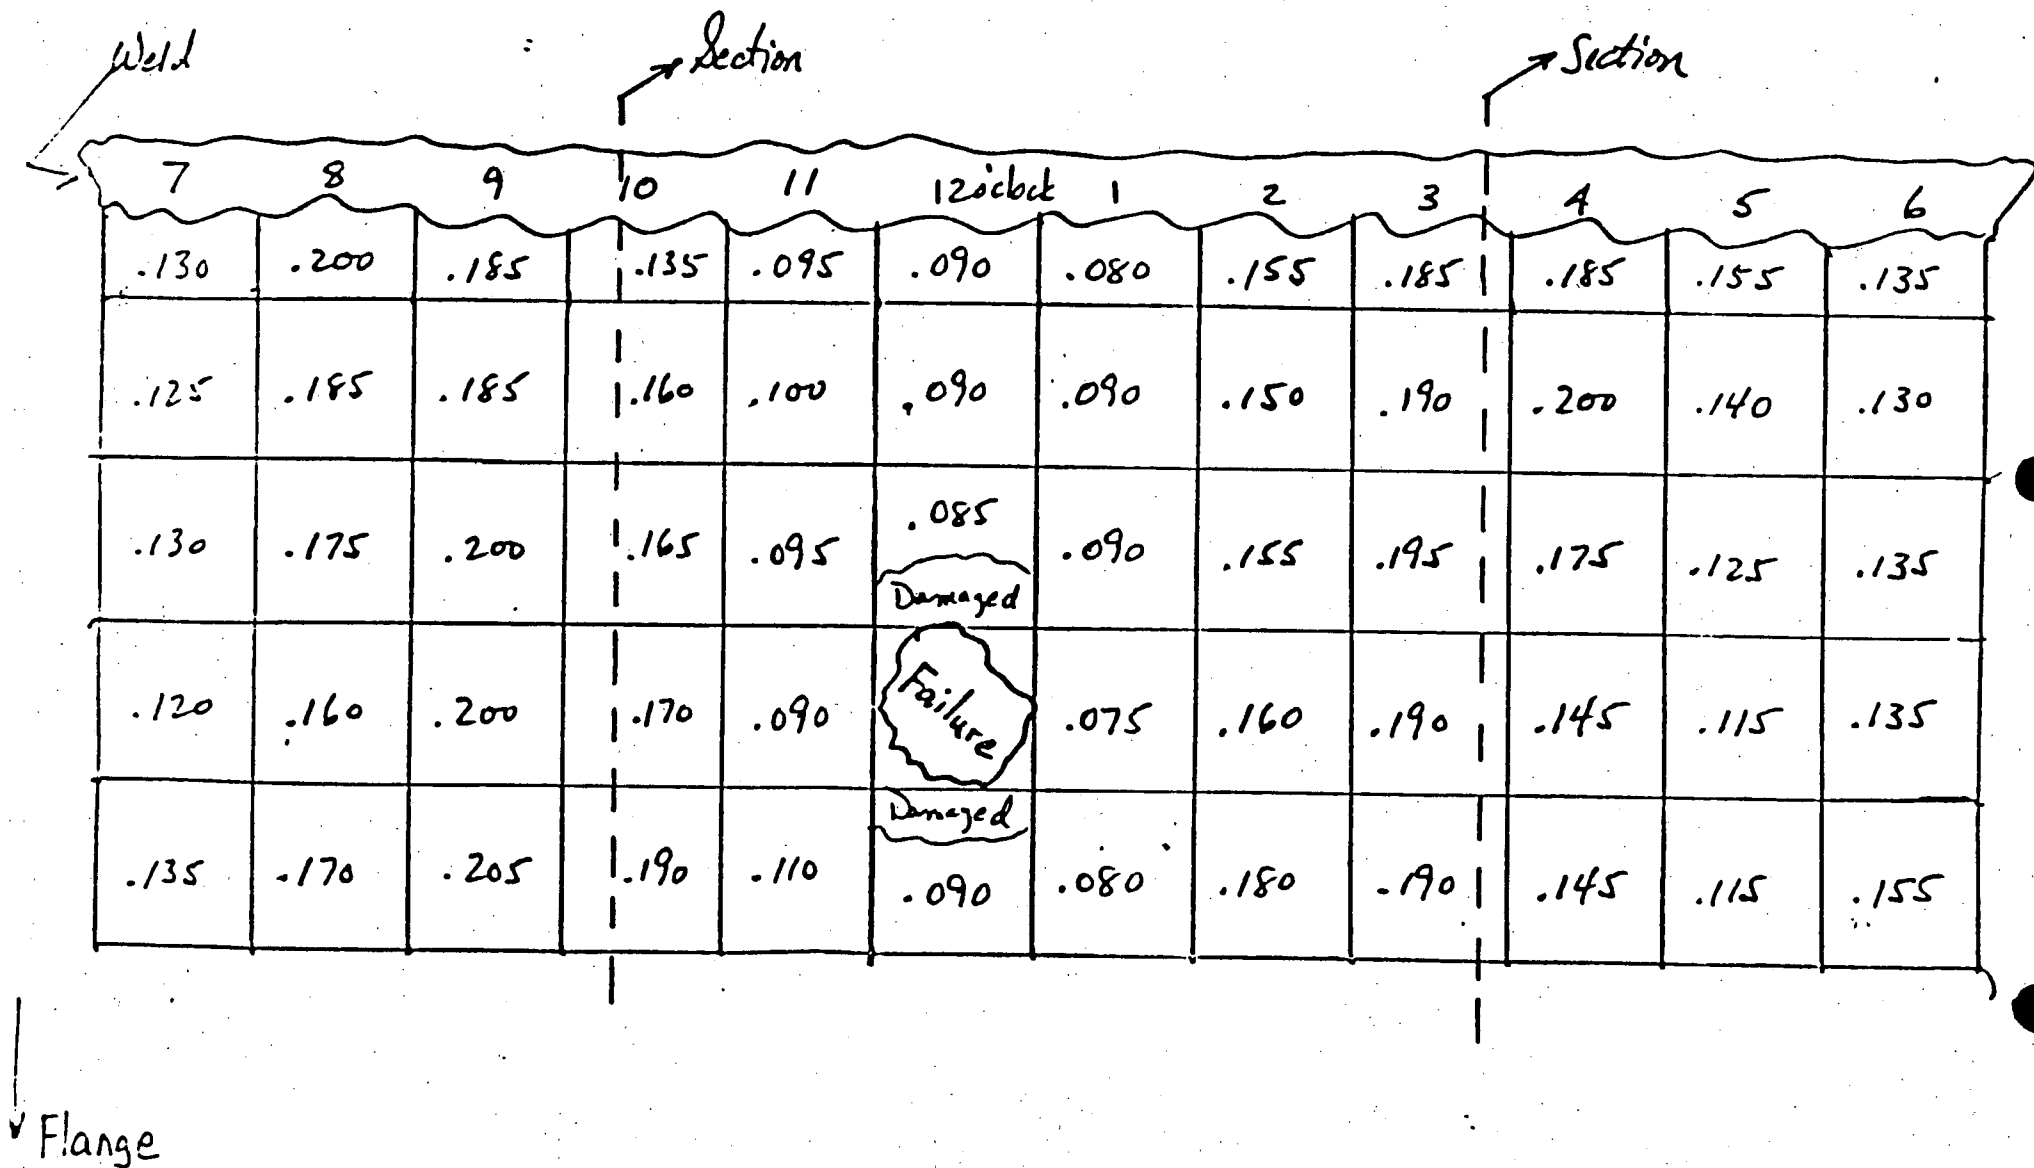 Weld
Section
Section
7 8 9 10 11 12 o'clock 1 2 3 4 5 6
.130 .200 .185 .135 .095 .090 .080 .155 .185 .185 .155 .135
.125 .185 .185 .160 .100 .090 .090 .150 .190 .200 .140 .130
.130 .175 .200 .165 .095 .085 .090 .155 .195 .175 .125 .135
Damaged
.120 .160 .200 .170 .090 Failure .075 .160 .190 .145 .115 .135
Damaged
.135 .170 .205 .190 .110 .090 .080 .180 .190 .145 .115 .155
Flange